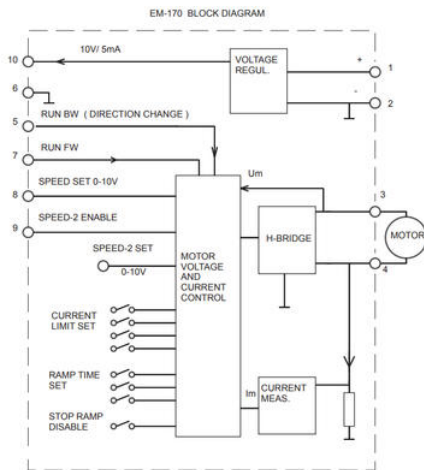 EM-170 BLOCK DIAGRAM
10
10V/ 5mA
VOLTAGE
REGUL.
+
1
6
-
2
5
RUN BW ( DIRECTION CHANGE )
7
RUN FW
Um
8
SPEED SET 0-10V
3
9
SPEED-2 ENABLE
H-BRIDGE
MOTOR
SPEED-2 SET
0-10V
MOTOR
VOLTAGE
AND
CURRENT
CONTROL
4
CURRENT
LIMIT SET
RAMP TIME
SET
Im
CURRENT
MEAS.
STOP RAMP
DISABLE